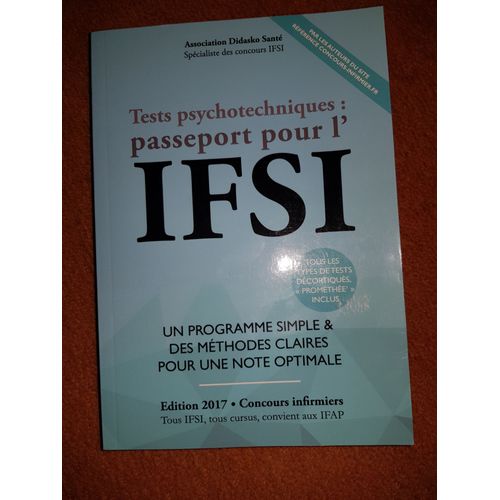 Association Didasko Santé
Spécialiste des concours IFSI
PAR LES AUTEURS DU SITE
RÉFÉRENCE CONCOURS-INFIRMIER.FR
Tests psychotechniques :
passeport pour l'
IFSI
TOUS LES
TYPES DE TESTS
DÉCORTIQUÉS,
« PROMÉTHÉE » 
INCLUS
UN PROGRAMME SIMPLE &
DES MÉTHODES CLAIRES
POUR UNE NOTE OPTIMALE
Edition 2017 • Concours infirmiers
Tous IFSI, tous cursus, convient aux IFAP